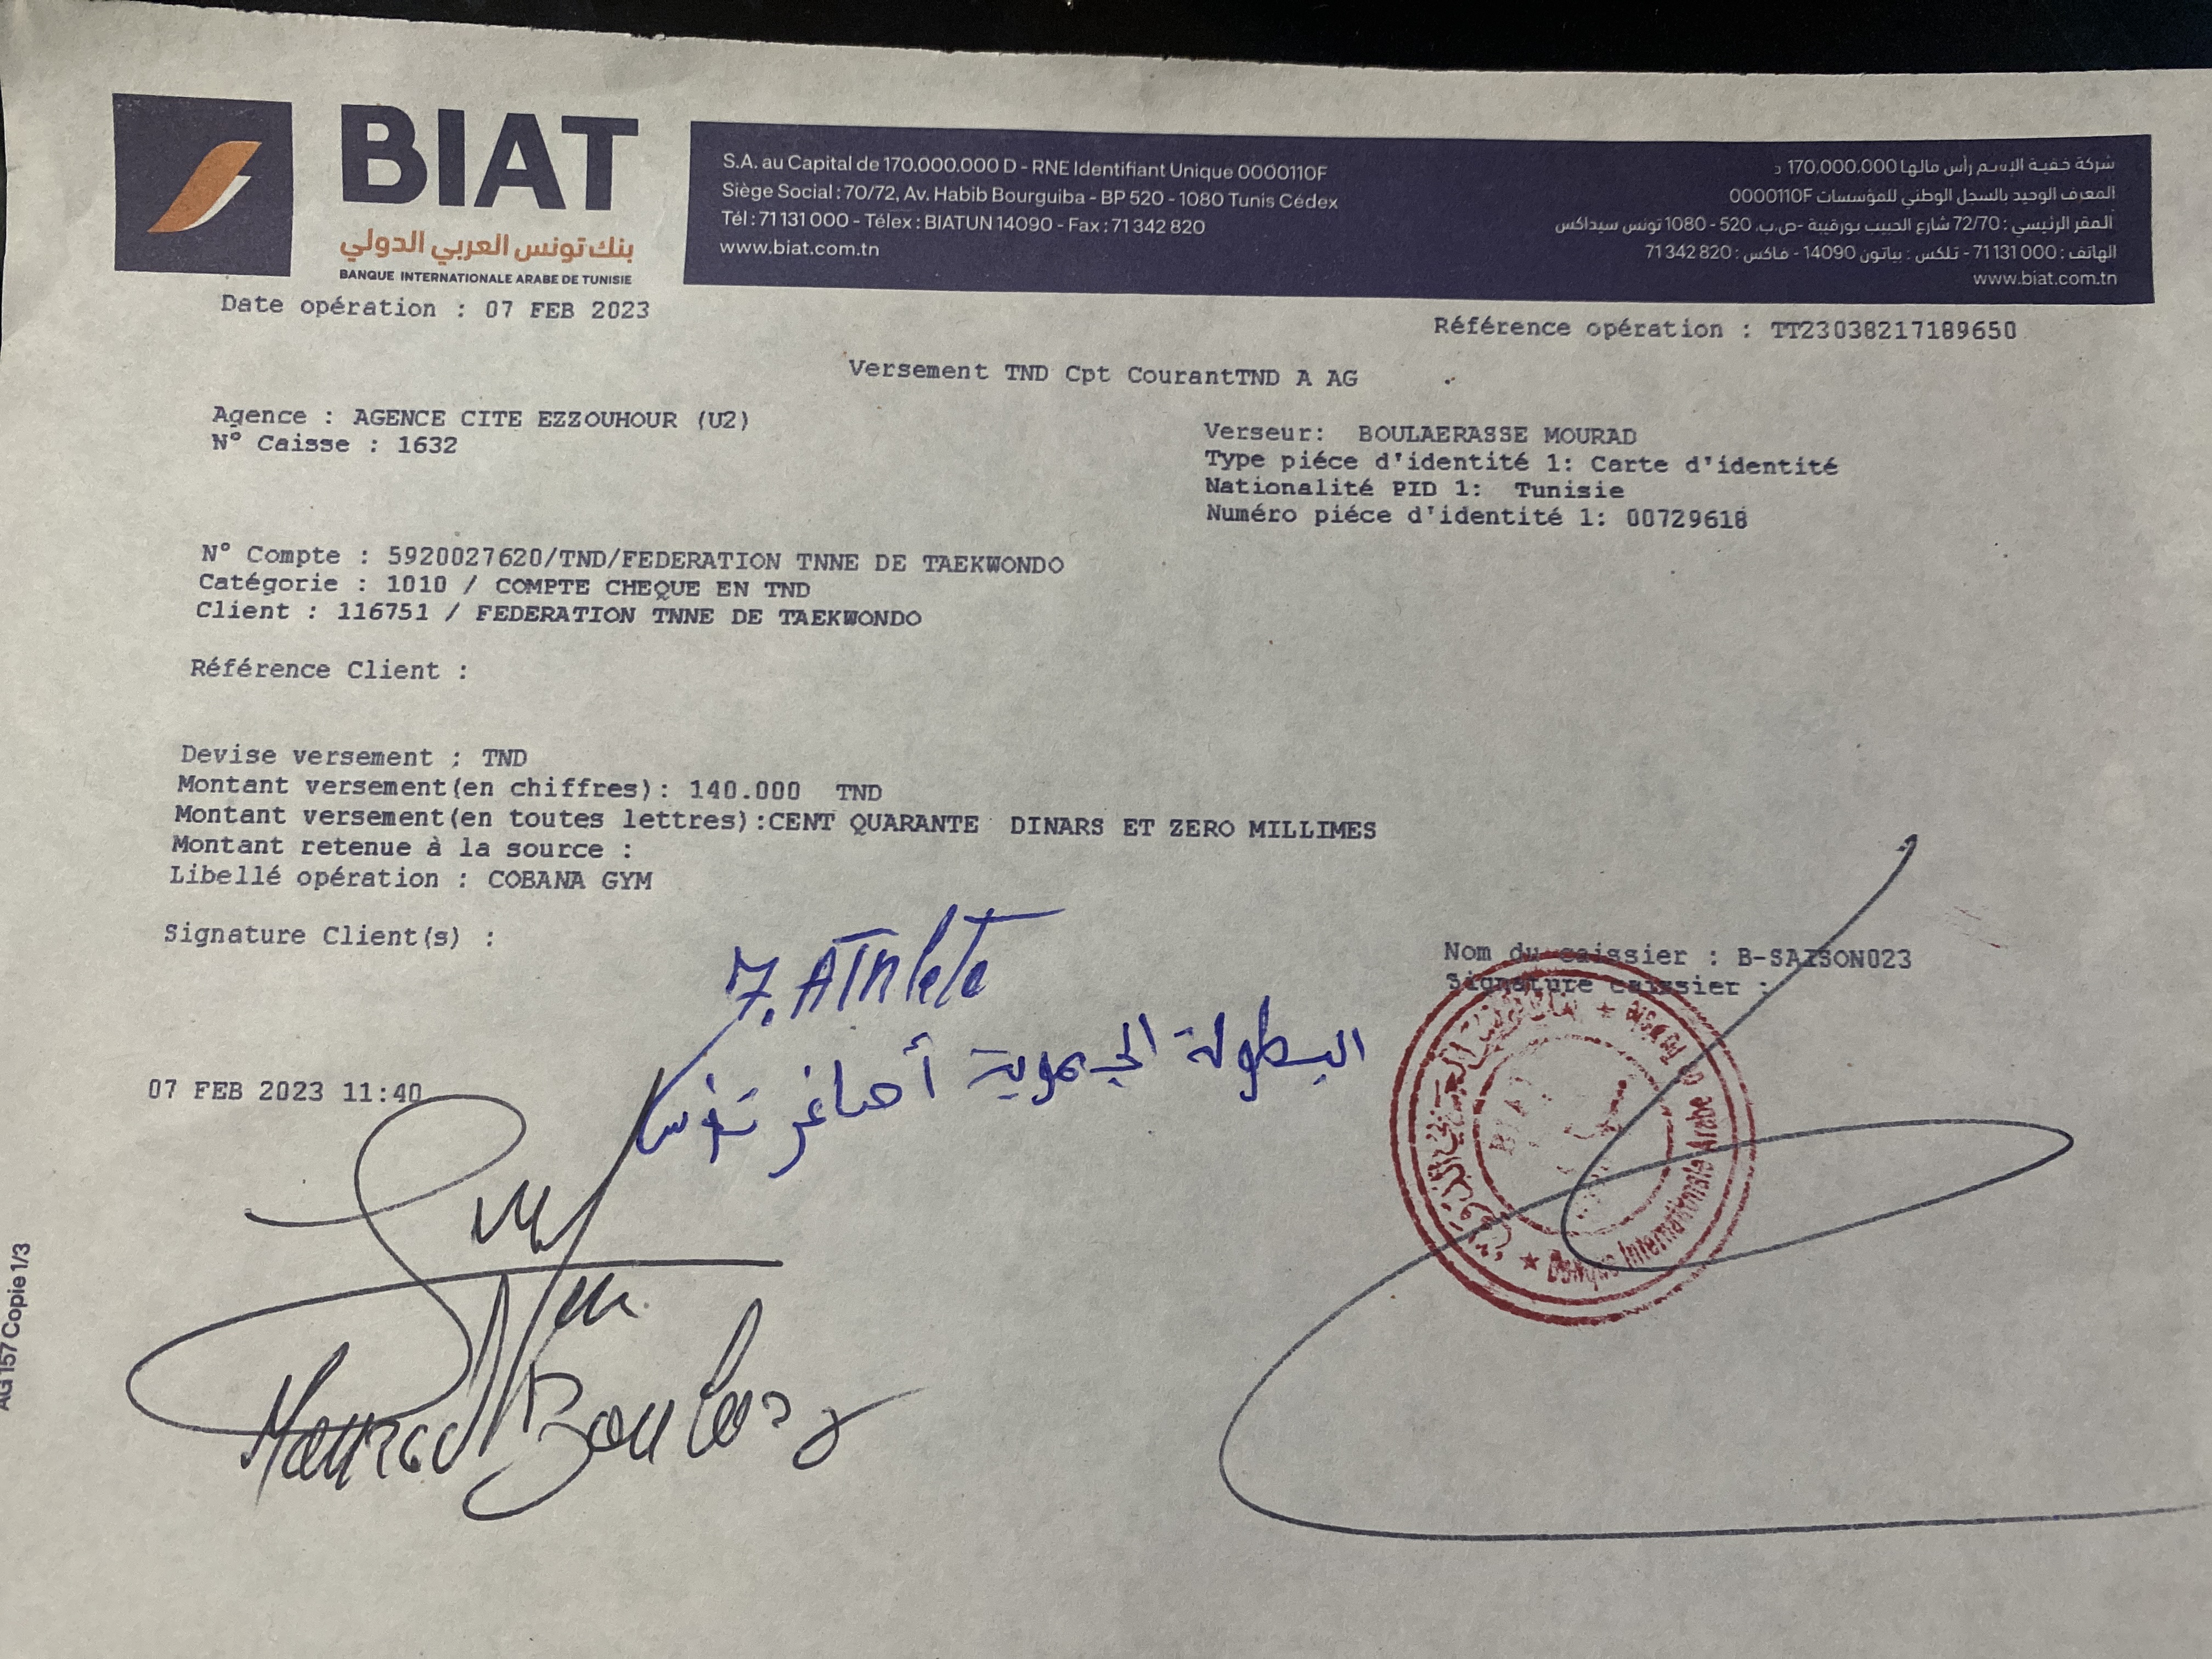 BIAT
بنك تونس العربي الدولي
BANQUE INTERNATIONALE ARABE DE TUNISIE
S.A. au Capital de 170.000.000 D - RNE Identifiant Unique 0000110F
Siège Social : 70/72, Av. Habib Bourguiba - BP 520 - 1080 Tunis Cédex
Tél : 71 131 000 - Télex : BIATUN 14090 - Fax : 71 342 820
www.biat.com.tn
شركة خفية الإسم رأس مالها 170.000.000 د
المعرف الوحيد بالسجل الوطني للمؤسسات 0000110F
المقر الرئيسي : 72/70 شارع الحبيب بورقيبة -ص.ب. 520 - 1080 تونس سيداكس
الهاتف : 71 131 000 - تلكس : بياتون 14090 - فاكس : 71 342 820
www.biat.com.tn
Date opération : 07 FEB 2023
Référence opération : TT23038217189650
Versement TND Cpt CourantTND A AG
Agence : AGENCE CITE EZZOUHOUR (U2)
N° Caisse : 1632
Verseur: BOULAERASSE MOURAD
Type piéce d'identité 1: Carte d'identité
Nationalité PID 1: Tunisie
Numéro piéce d'identité 1: 00729618
N° Compte : 5920027620/TND/FEDERATION TNNE DE TAEKWONDO
Catégorie : 1010 / COMPTE CHEQUE EN TND
Client : 116751 / FEDERATION TNNE DE TAEKWONDO
Référence Client :
Devise versement : TND
Montant versement(en chiffres): 140.000 TND
Montant versement(en toutes lettres):CENT QUARANTE DINARS ET ZERO MILLIMES
Montant retenue à la source :
Libellé opération : COBANA GYM
Signature Client(s) :
Nom du caissier : B-SAISON023
Signature caissier :
7. AThlete
البطولة الجهوية أصاغر تونس
07 FEB 2023 11:40
Banque Internationale Arabe
Mourad
AG 157 Copie 1/3